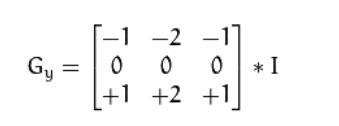 G_y = [ −1 −2 −1
0 0 0
+1 +2 +1 ] ∗ I